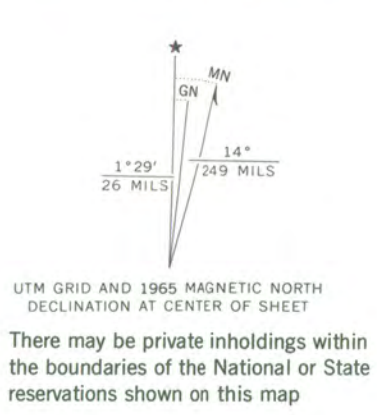 ★
MN
GN
1°29′
26 MILS
14°
249 MILS
UTM GRID AND 1965 MAGNETIC NORTH
DECLINATION AT CENTER OF SHEET
There may be private inholdings within
the boundaries of the National or State
reservations shown on this map